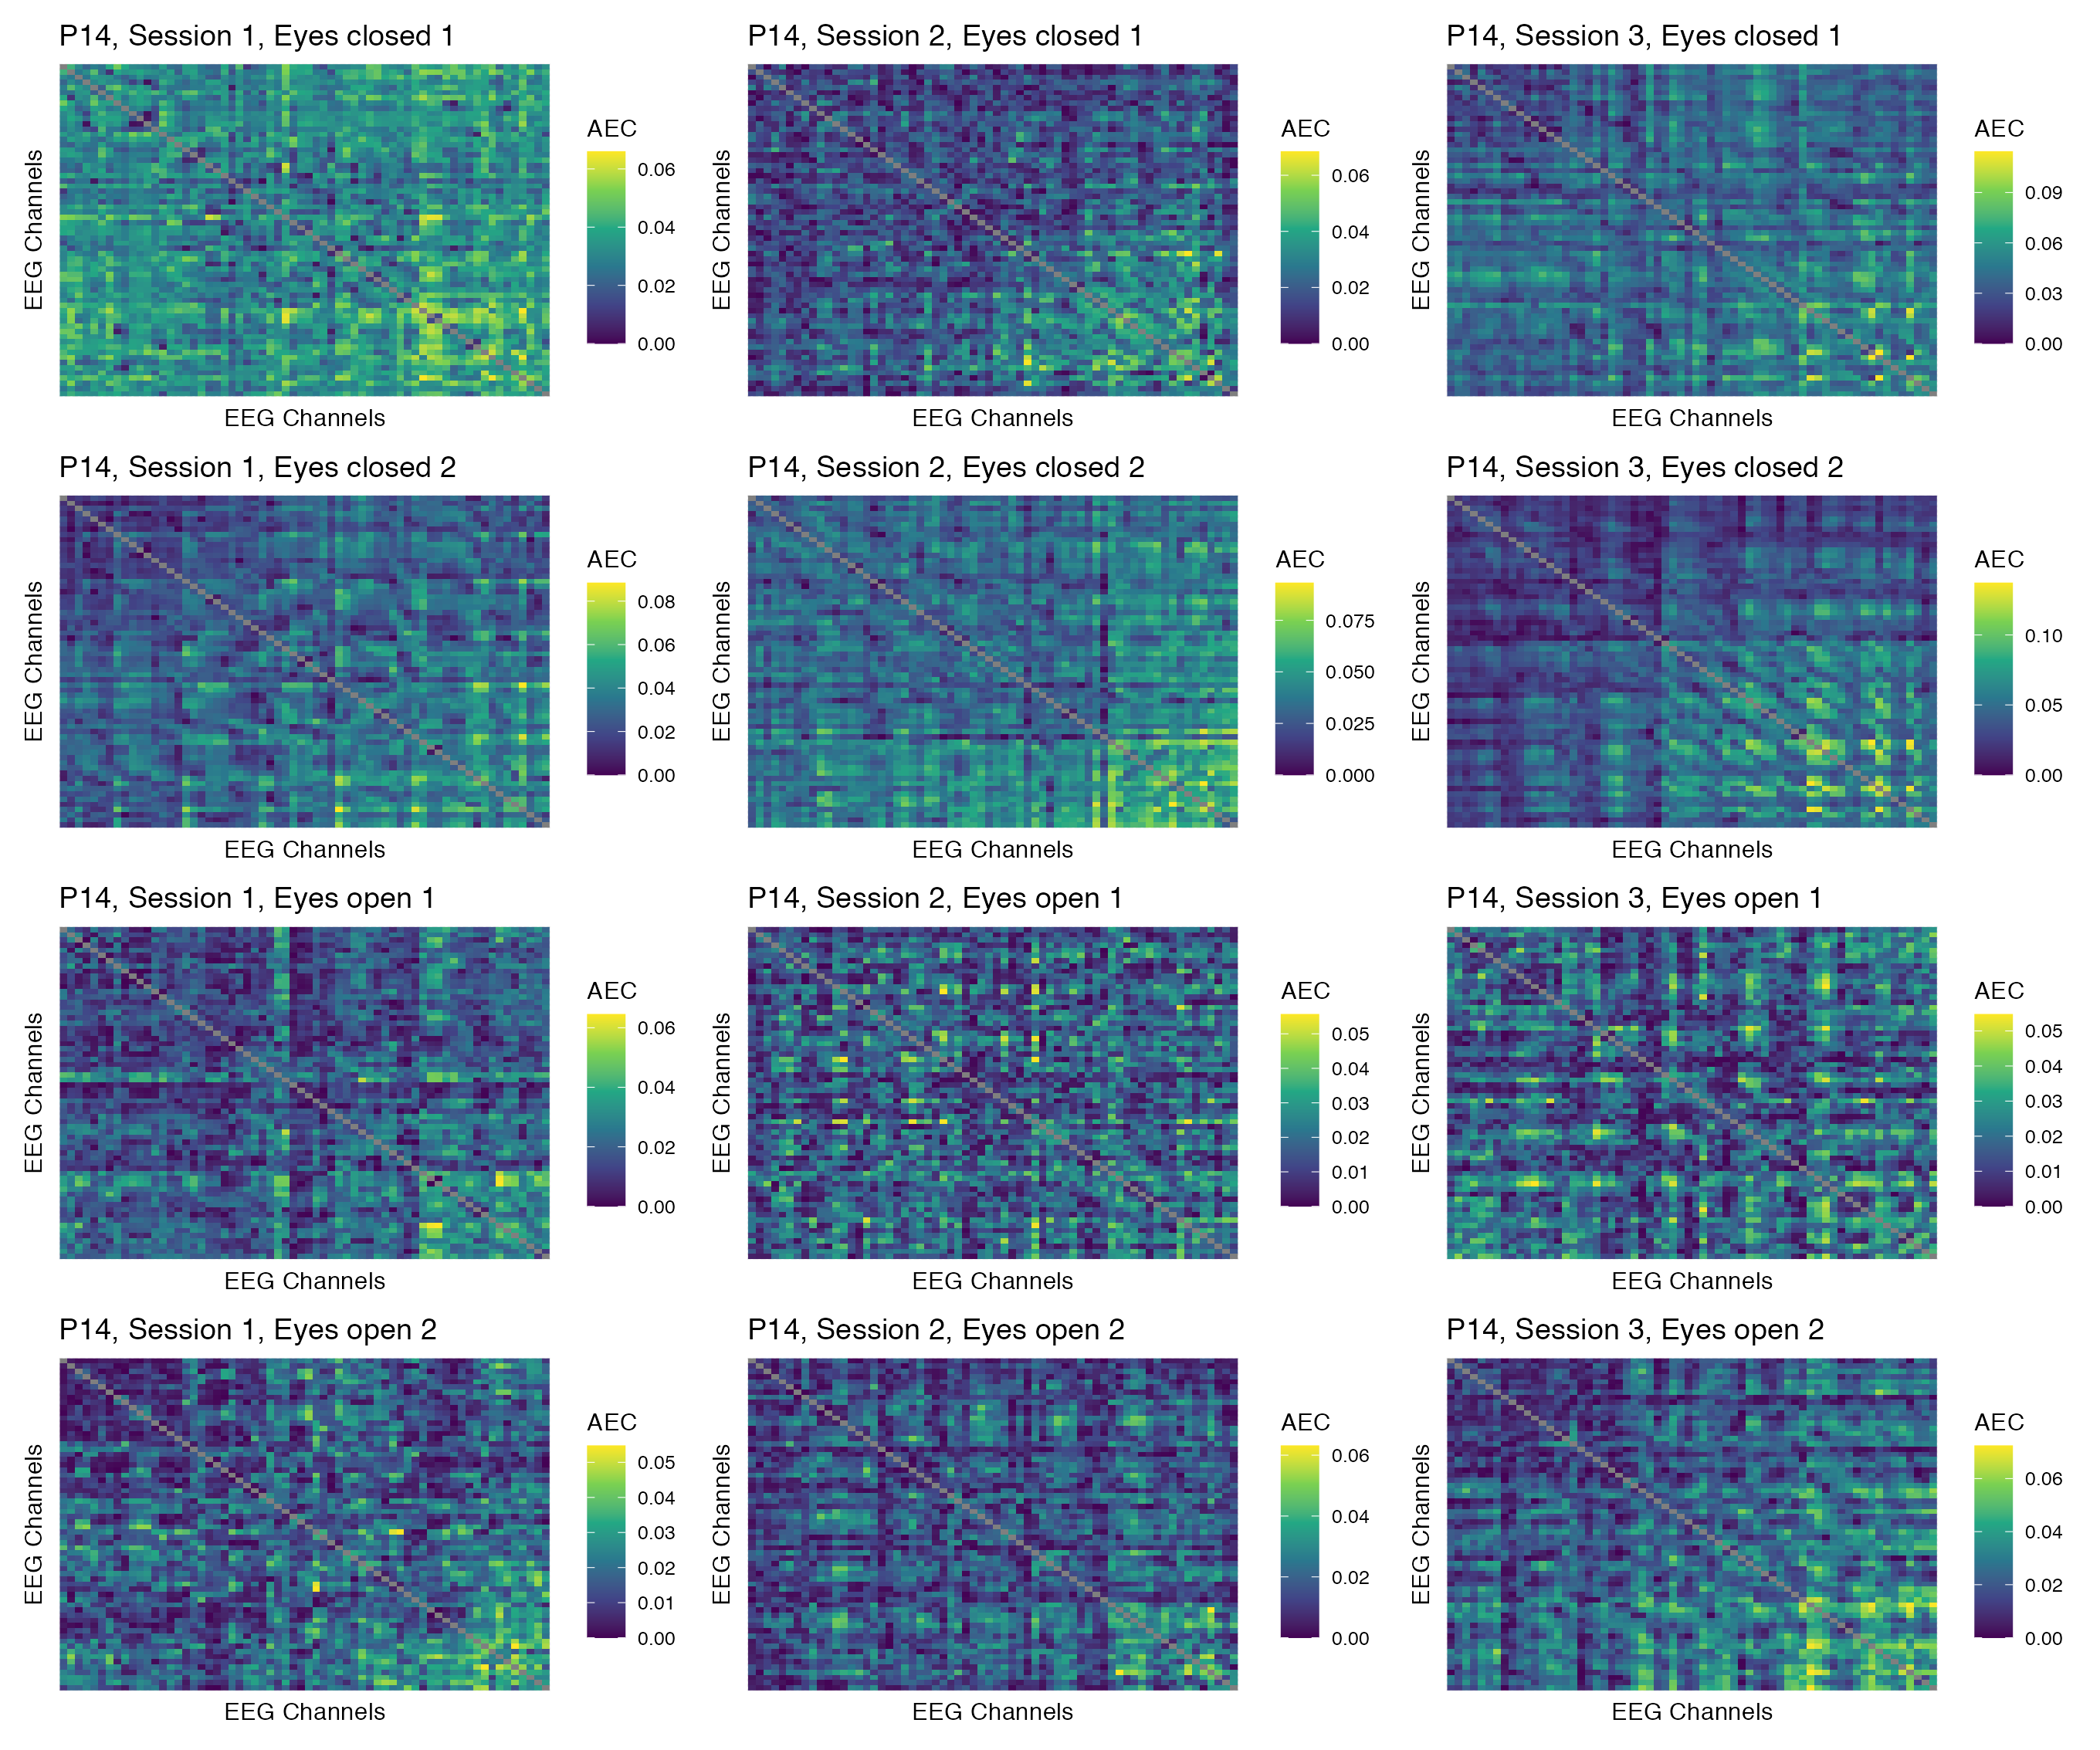 P14, Session 1, Eyes closed 1
EEG Channels
EEG Channels
AEC
0.06
0.04
0.02
0.00
P14, Session 2, Eyes closed 1
EEG Channels
EEG Channels
AEC
0.06
0.04
0.02
0.00
P14, Session 3, Eyes closed 1
EEG Channels
EEG Channels
AEC
0.09
0.06
0.03
0.00
P14, Session 1, Eyes closed 2
EEG Channels
EEG Channels
AEC
0.08
0.06
0.04
0.02
0.00
P14, Session 2, Eyes closed 2
EEG Channels
EEG Channels
AEC
0.075
0.050
0.025
0.000
P14, Session 3, Eyes closed 2
EEG Channels
EEG Channels
AEC
0.10
0.05
0.00
P14, Session 1, Eyes open 1
EEG Channels
EEG Channels
AEC
0.06
0.04
0.02
0.00
P14, Session 2, Eyes open 1
EEG Channels
EEG Channels
AEC
0.05
0.04
0.03
0.02
0.01
0.00
P14, Session 3, Eyes open 1
EEG Channels
EEG Channels
AEC
0.05
0.04
0.03
0.02
0.01
0.00
P14, Session 1, Eyes open 2
EEG Channels
EEG Channels
AEC
0.05
0.04
0.03
0.02
0.01
0.00
P14, Session 2, Eyes open 2
EEG Channels
EEG Channels
AEC
0.06
0.04
0.02
0.00
P14, Session 3, Eyes open 2
EEG Channels
EEG Channels
AEC
0.06
0.04
0.02
0.00